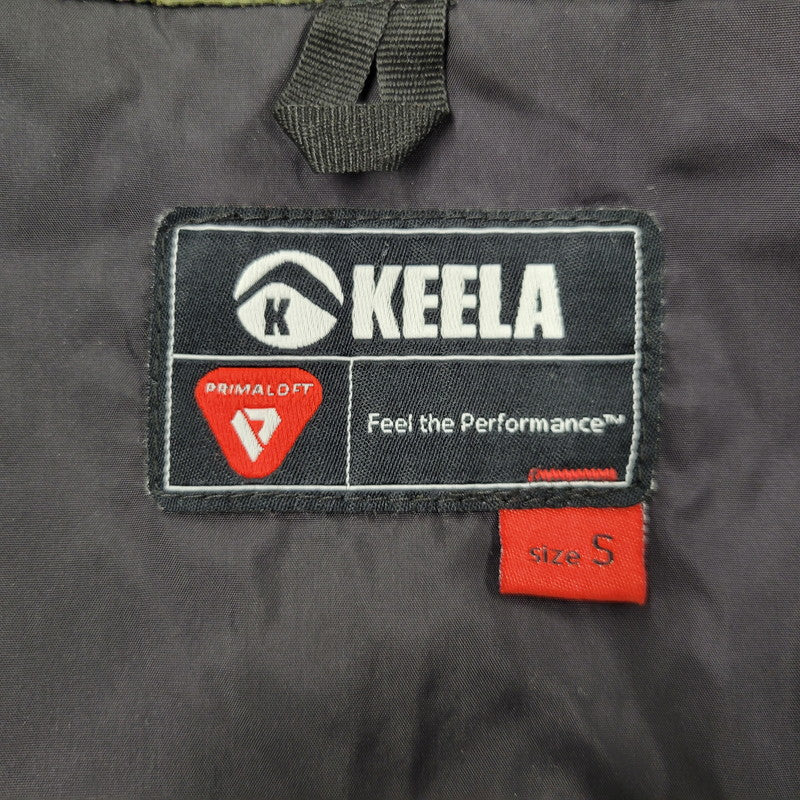 K KEELA
PRIMALOFT
Feel the Performance™
size S